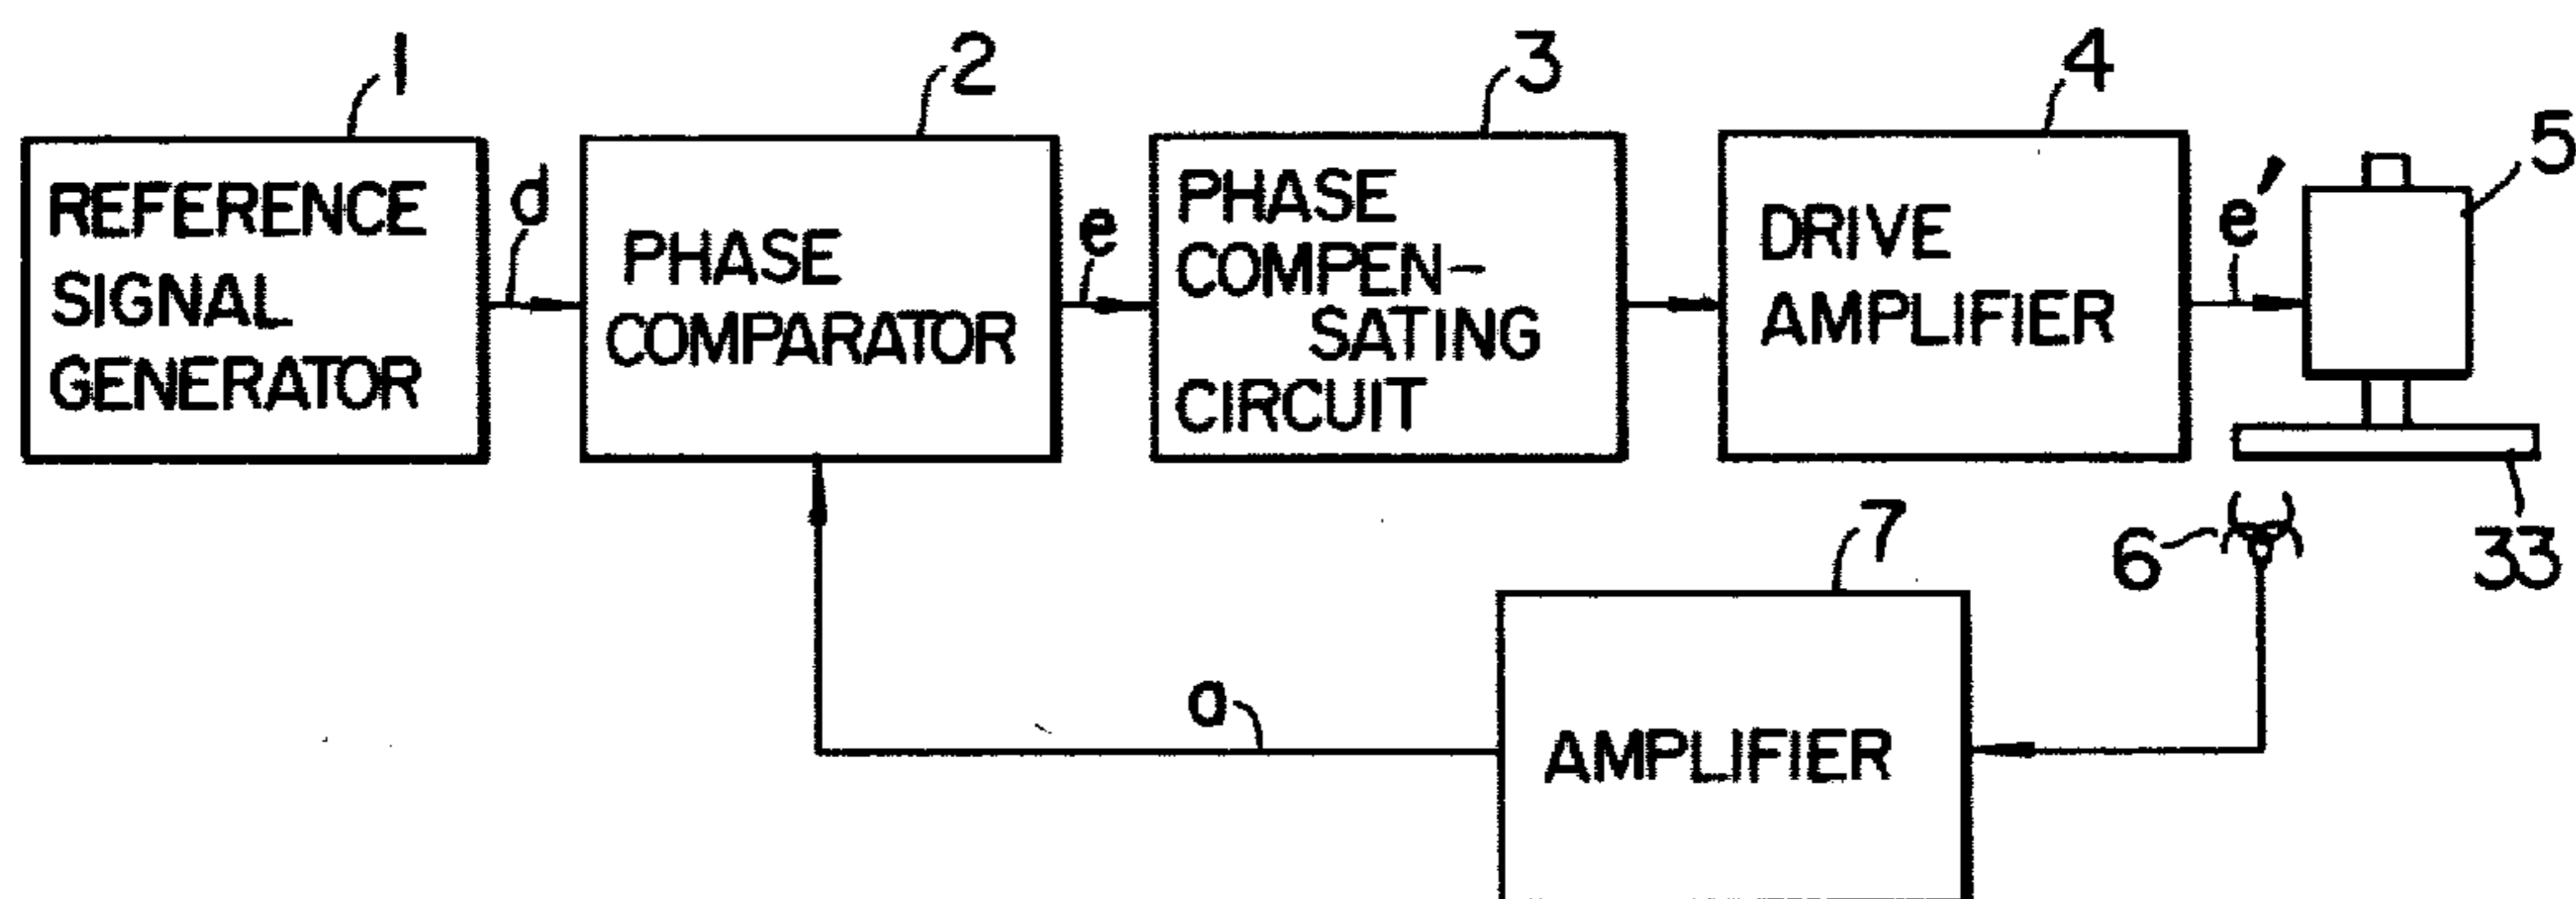 1
2
3
4
5
REFERENCE
SIGNAL
GENERATOR
d
PHASE
COMPARATOR
e
PHASE
COMPEN-
SATING
CIRCUIT
DRIVE
AMPLIFIER
e'
6
33
7
a
AMPLIFIER